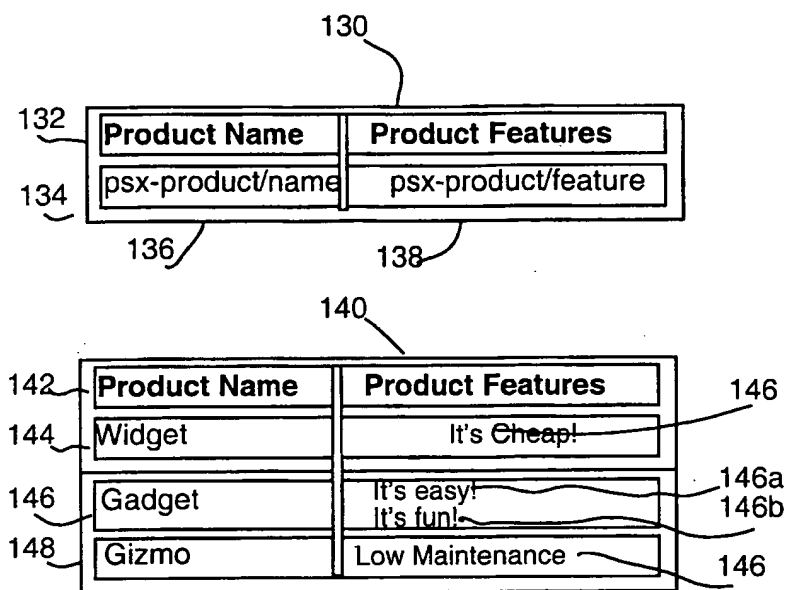 130
132 Product Name Product Features
psx-product/name psx-product/feature
134
136 138
140
142 Product Name Product Features
144 Widget It's Cheap! 146
146 Gadget It's easy! 146a
It's fun! 146b
148 Gizmo Low Maintenance 146